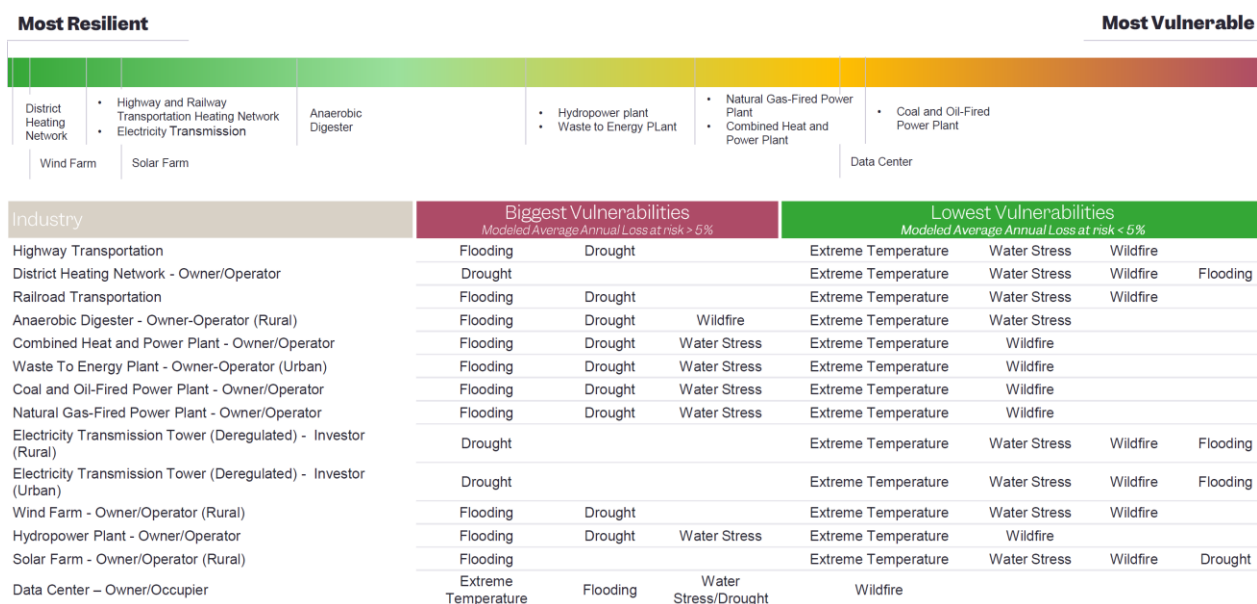 Most Resilient
Most Vulnerable
District
Heating
Network
• Highway and Railway
Transportation Heating Network
• Electricity Transmission
Anaerobic
Digester
• Hydropower plant
• Waste to Energy PLant
• Natural Gas-Fired Power
Plant
• Combined Heat and
Power Plant
• Coal and Oil-Fired
Power Plant
Wind Farm
Solar Farm
Data Center
Industry
Biggest Vulnerabilities
Modeled Average Annual Loss at risk > 5%
Lowest Vulnerabilities
Modeled Average Annual Loss at risk < 5%
Highway Transportation Flooding Drought Extreme Temperature Water Stress Wildfire
District Heating Network - Owner/Operator Drought Extreme Temperature Water Stress Wildfire Flooding
Railroad Transportation Flooding Drought Extreme Temperature Water Stress Wildfire
Anaerobic Digester - Owner-Operator (Rural) Flooding Drought Wildfire Extreme Temperature Water Stress
Combined Heat and Power Plant - Owner/Operator Flooding Drought Water Stress Extreme Temperature Wildfire
Waste To Energy Plant - Owner-Operator (Urban) Flooding Drought Water Stress Extreme Temperature Wildfire
Coal and Oil-Fired Power Plant - Owner/Operator Flooding Drought Water Stress Extreme Temperature Wildfire
Natural Gas-Fired Power Plant - Owner/Operator Flooding Drought Water Stress Extreme Temperature Wildfire
Electricity Transmission Tower (Deregulated) - Investor
(Rural)
Drought Extreme Temperature Water Stress Wildfire Flooding
Electricity Transmission Tower (Deregulated) - Investor
(Urban)
Drought Extreme Temperature Water Stress Wildfire Flooding
Wind Farm - Owner/Operator (Rural) Flooding Drought Extreme Temperature Water Stress Wildfire
Hydropower Plant - Owner/Operator Flooding Drought Water Stress Extreme Temperature Wildfire
Solar Farm - Owner/Operator (Rural) Flooding Extreme Temperature Water Stress Wildfire Drought
Data Center – Owner/Occupier
Extreme
Temperature
Flooding
Water
Stress/Drought
Wildfire